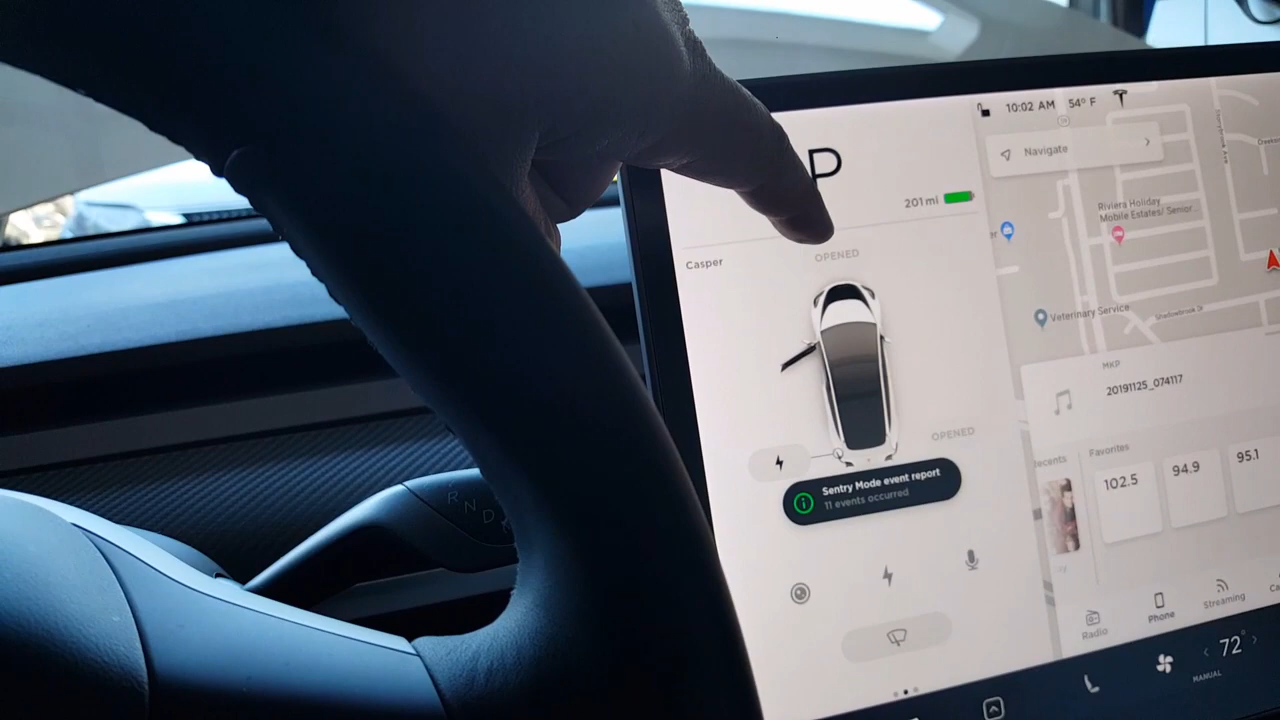 10:02 AM 54° F
P
Navigate
201 mi
Casper
OPENED
Riviera Holiday
Mobile Estates/ Senior...
Veterinary Service
Shadowbrook Dr
MKP
20191125_074117
OPENED
Sentry Mode event report
11 events occurred
Favorites
102.5
94.9
95.1
R
N
D
Radio
Phone
Streaming
72°
MANUAL